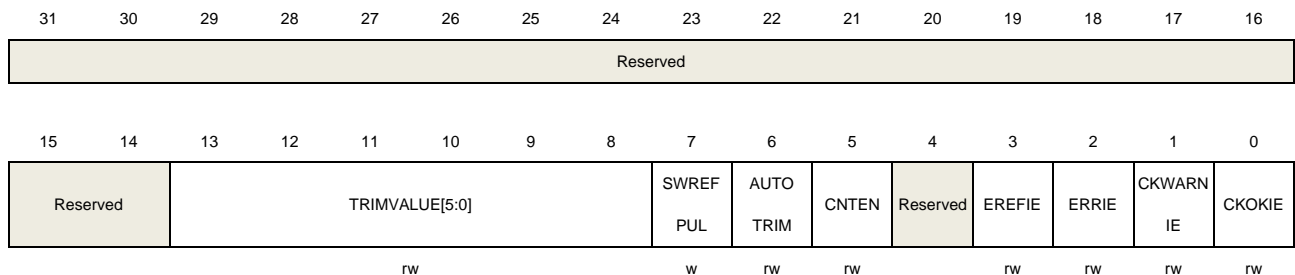 31 30 29 28 27 26 25 24 23 22 21 20 19 18 17 16
Reserved
15 14 13 12 11 10 9 8 7 6 5 4 3 2 1 0
Reserved TRIMVALUE[5:0] SWREF PUL AUTO TRIM CNTEN Reserved EREFIE ERRIE CKWARN IE CKOKIE
rw w rw rw rw rw rw rw